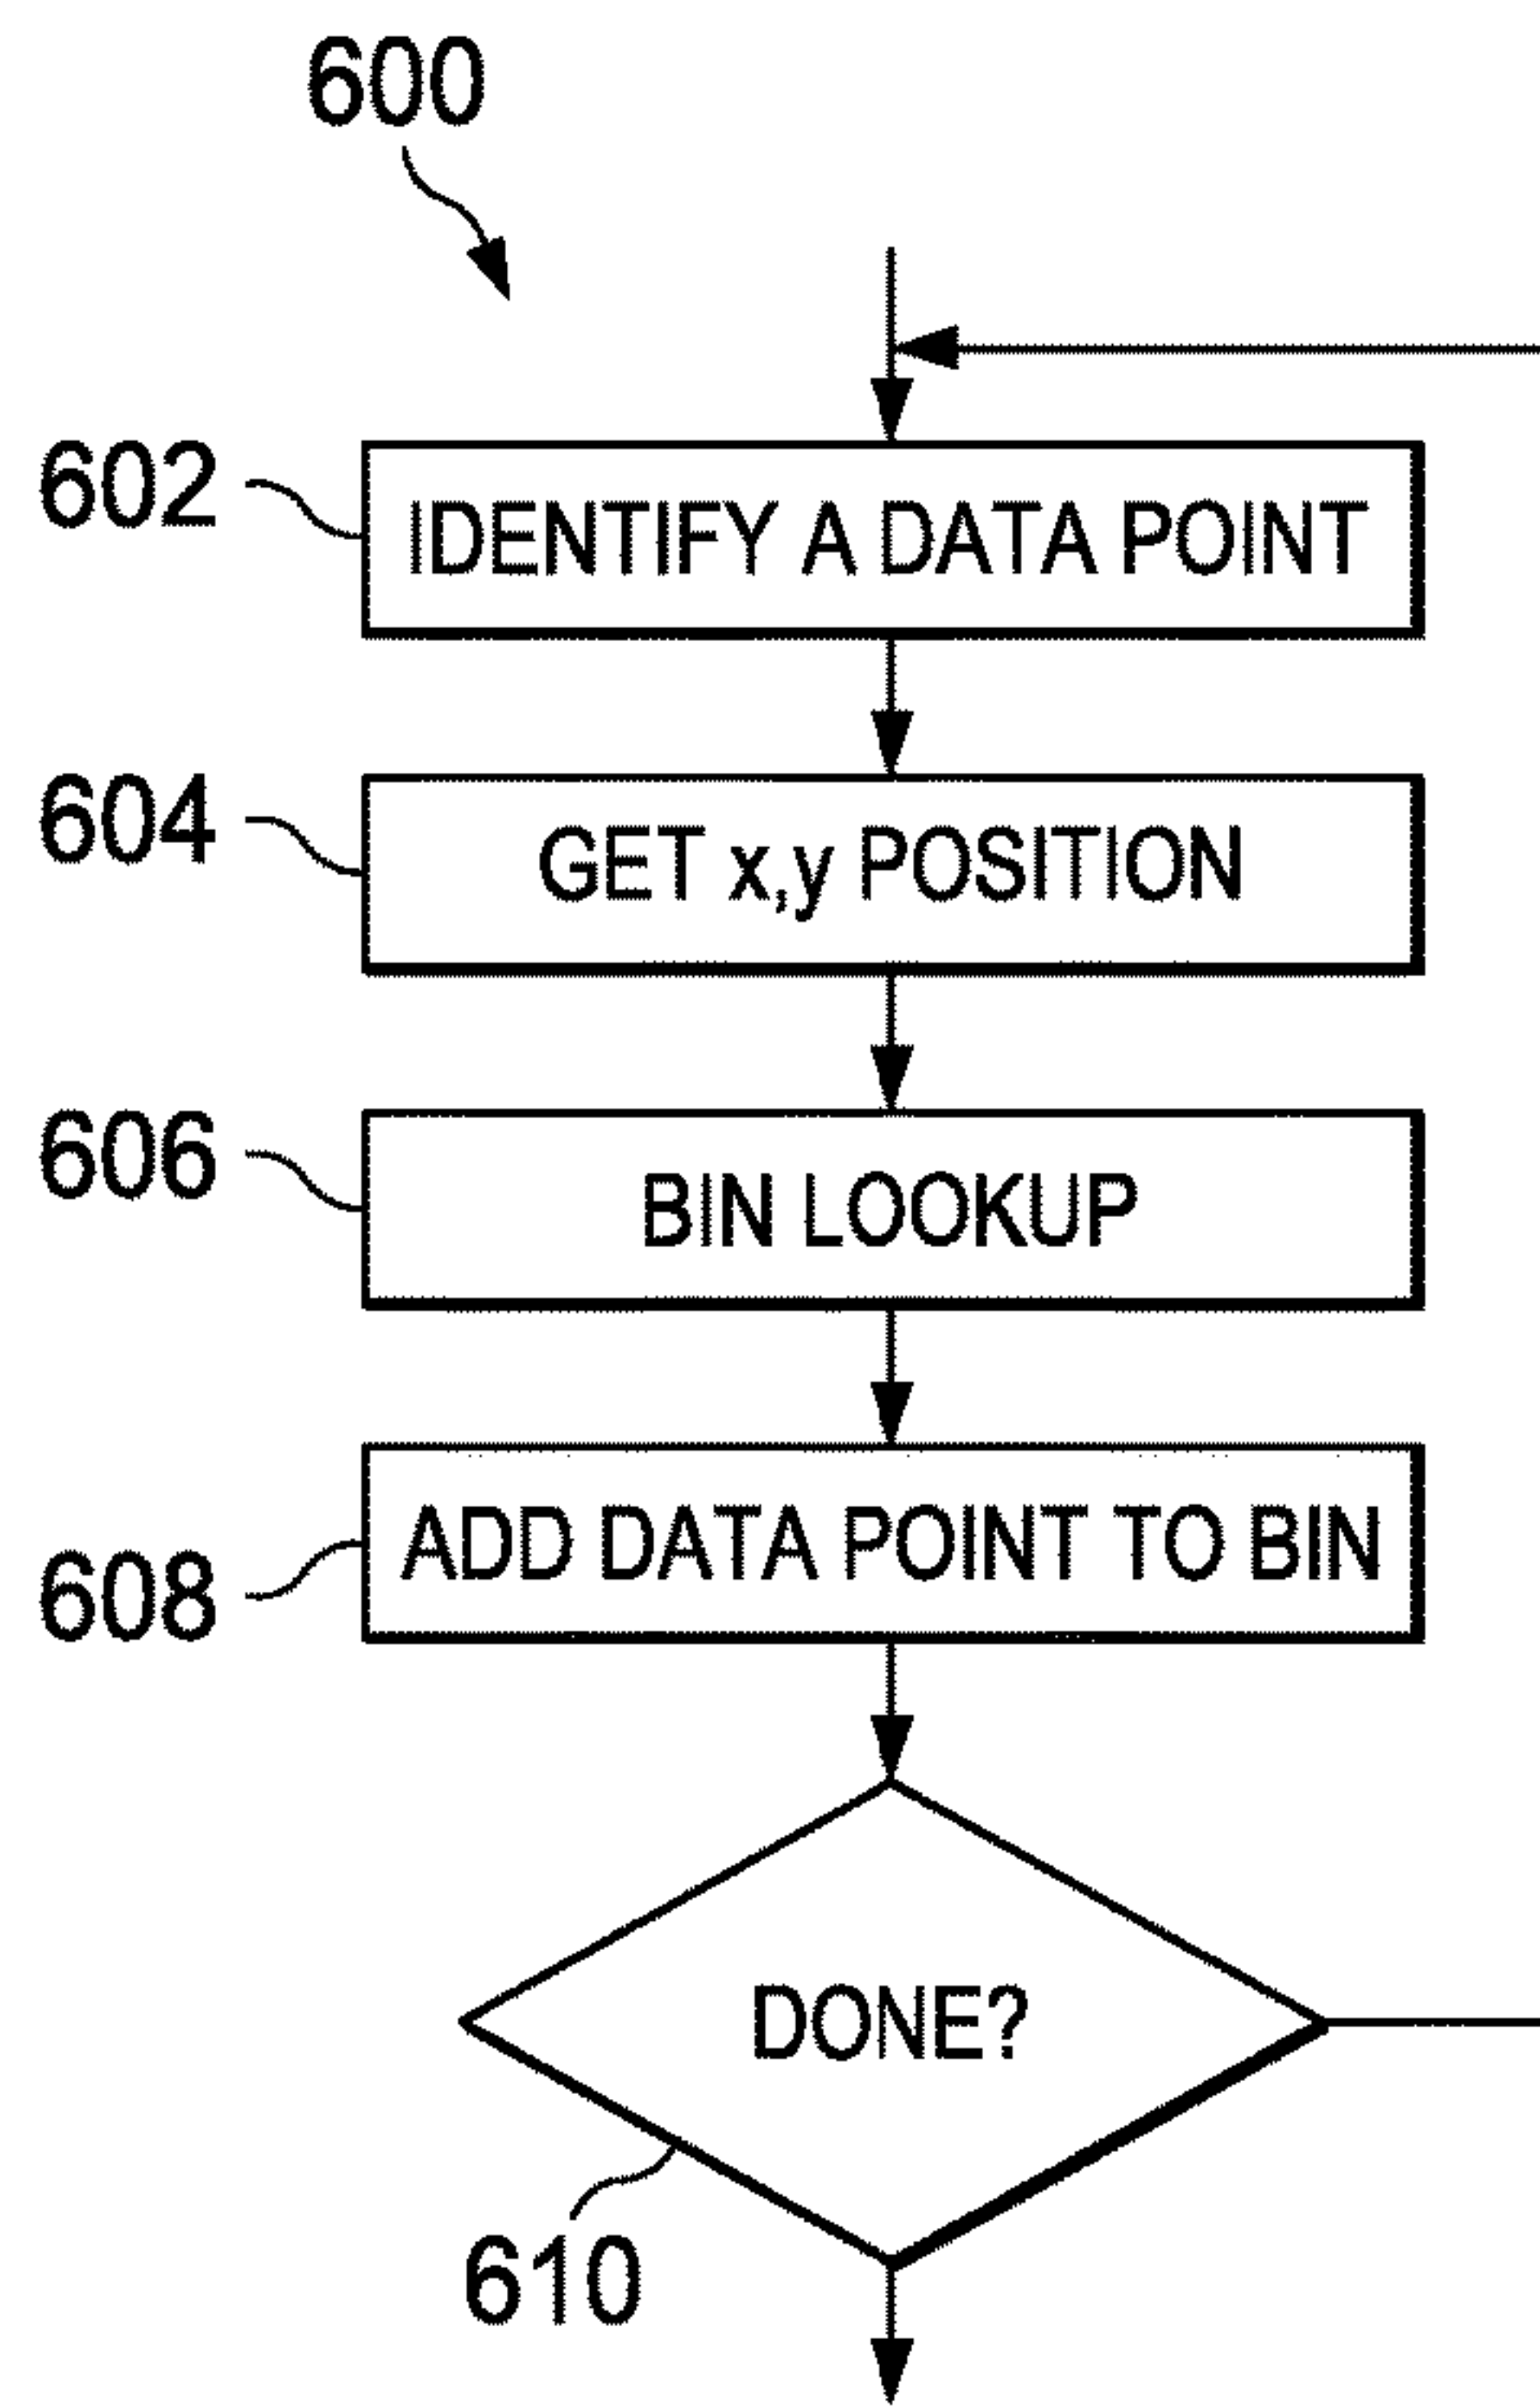 600
602
IDENTIFY A DATA POINT
604
GET x,y POSITION
606
BIN LOOKUP
608
ADD DATA POINT TO BIN
DONE?
610